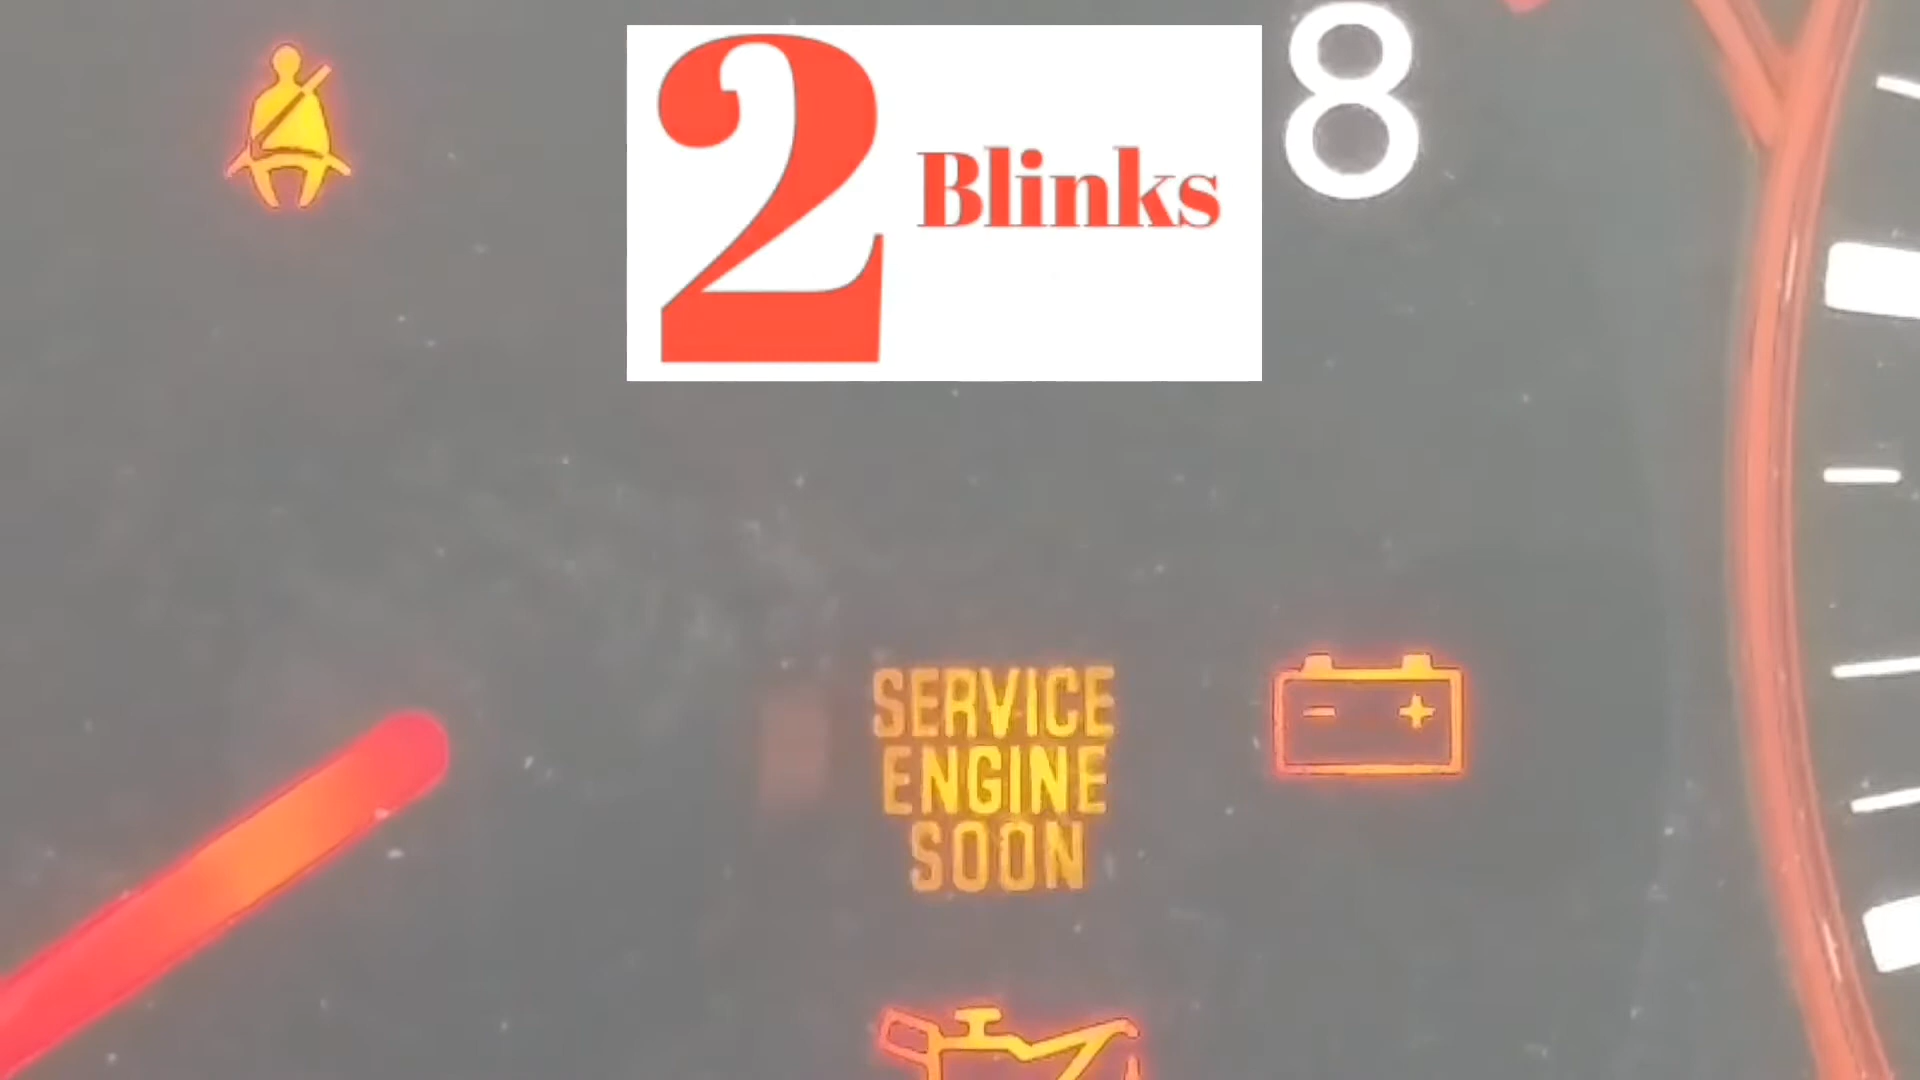 2 Blinks
8
SERVICE
ENGINE
SOON
- +